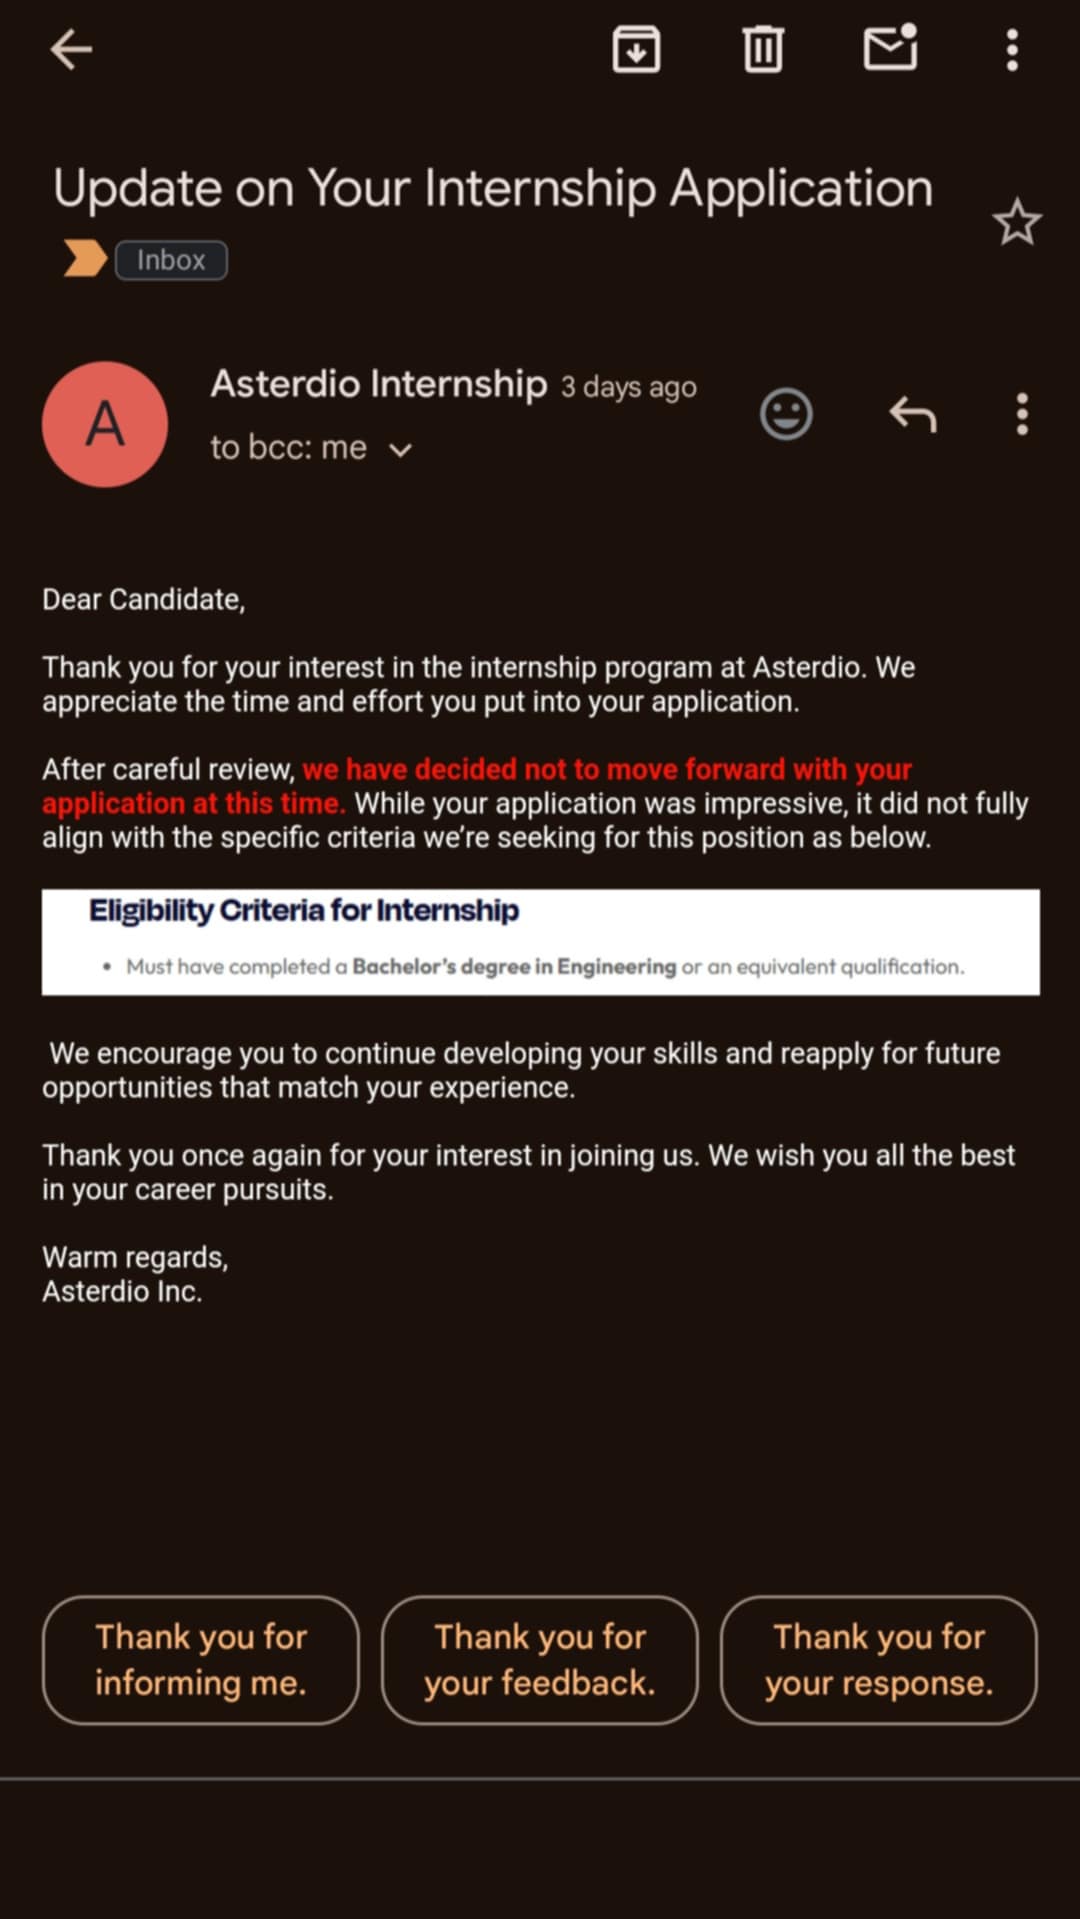 Update on Your Internship Application
Inbox
A
Asterdio Internship 3 days ago
to bcc: me
Dear Candidate,
Thank you for your interest in the internship program at Asterdio. We
appreciate the time and effort you put into your application.
After careful review, we have decided not to move forward with your
application at this time. While your application was impressive, it did not fully
align with the specific criteria we’re seeking for this position as below.
Eligibility Criteria for Internship
• Must have completed a Bachelor’s degree in Engineering or an equivalent qualification.
We encourage you to continue developing your skills and reapply for future
opportunities that match your experience.
Thank you once again for your interest in joining us. We wish you all the best
in your career pursuits.
Warm regards,
Asterdio Inc.
Thank you for
informing me.
Thank you for
your feedback.
Thank you for
your response.